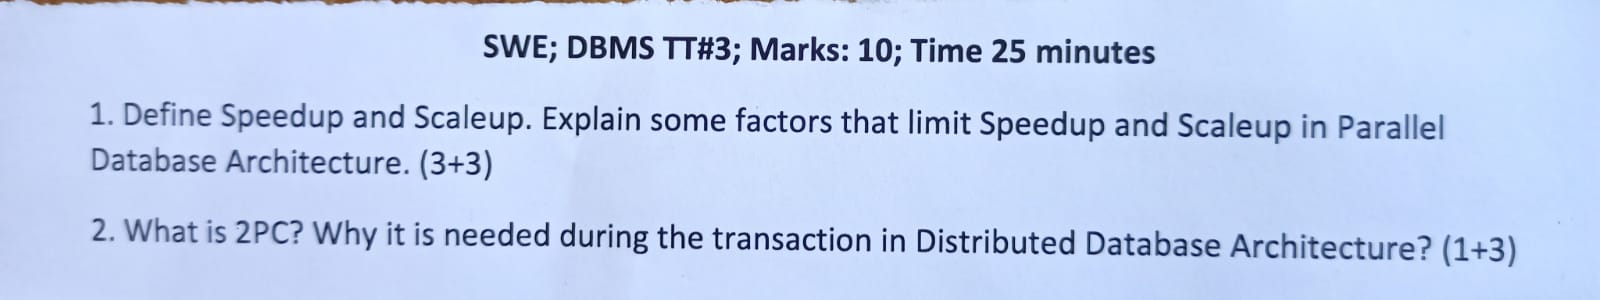 SWE; DBMS TT#3; Marks: 10; Time 25 minutes
1. Define Speedup and Scaleup. Explain some factors that limit Speedup and Scaleup in Parallel
Database Architecture. (3+3)
2. What is 2PC? Why it is needed during the transaction in Distributed Database Architecture? (1+3)